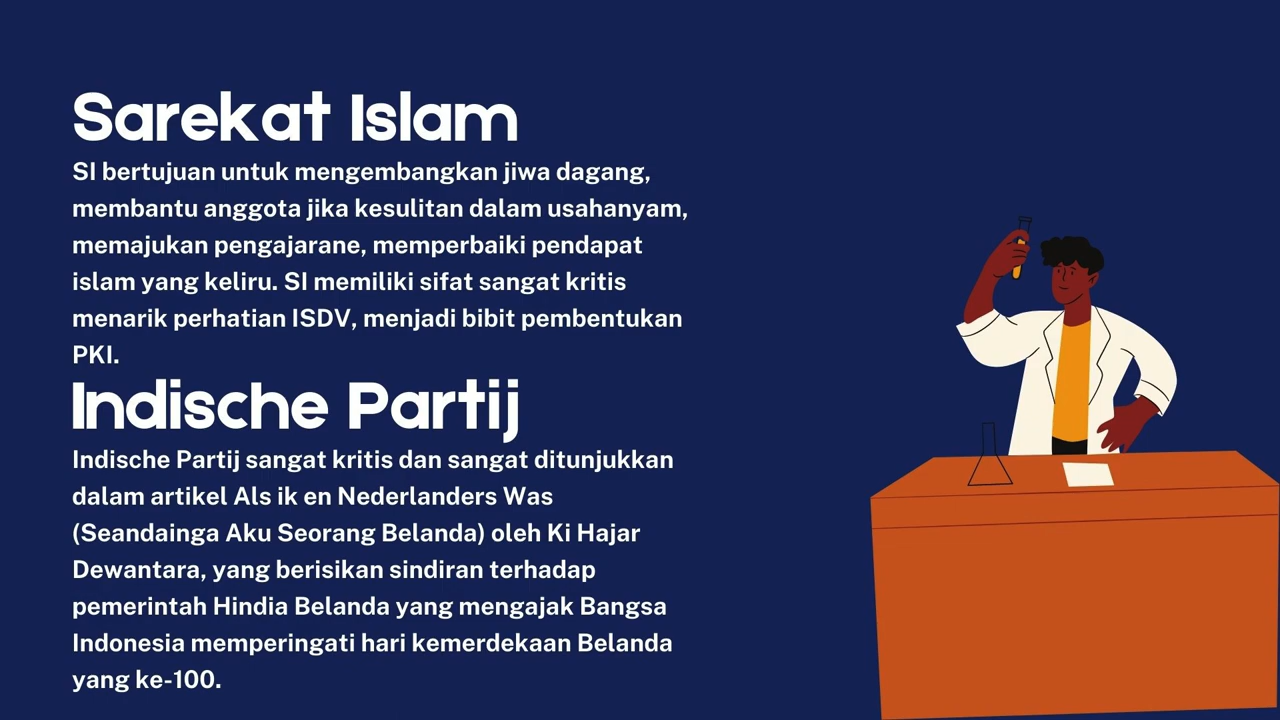 Sarekat Islam
SI bertujuan untuk mengembangkan jiwa dagang,
membantu anggota jika kesulitan dalam usahanyam,
memajukan pengajarane, memperbaiki pendapat
islam yang keliru. SI memiliki sifat sangat kritis
menarik perhatian ISDV, menjadi bibit pembentukan
PKI.
Indische Partij
Indische Partij sangat kritis dan sangat ditunjukkan
dalam artikel Als ik en Nederlanders Was
(Seandainga Aku Seorang Belanda) oleh Ki Hajar
Dewantara, yang berisikan sindiran terhadap
pemerintah Hindia Belanda yang mengajak Bangsa
Indonesia memperingati hari kemerdekaan Belanda
yang ke-100.